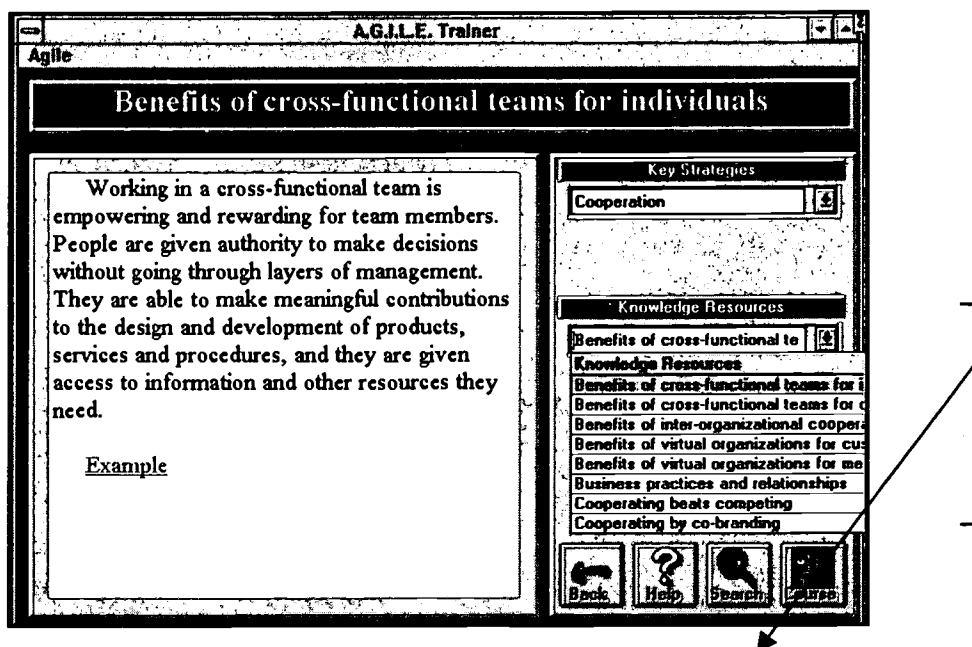 A.G.I.L.E. Trainer
Agile
Benefits of cross-functional teams for individuals
Working in a cross-functional team is
empowering and rewarding for team members.
People are given authority to make decisions
without going through layers of management.
They are able to make meaningful contributions
to the design and development of products,
services and procedures, and they are given
access to information and other resources they
need.
Example
Key Strategies
Cooperation
Knowledge Resources
Benefits of cross-functional te
Knowledge Resources
Benefits of cross-functional teams for i
Benefits of cross-functional teams for c
Benefits of inter-organizational coopera
Benefits of virtual organizations for cus
Benefits of virtual organizations for me
Business practices and relationships
Cooperating beats competing
Cooperating by co-branding
Back Help Search Course